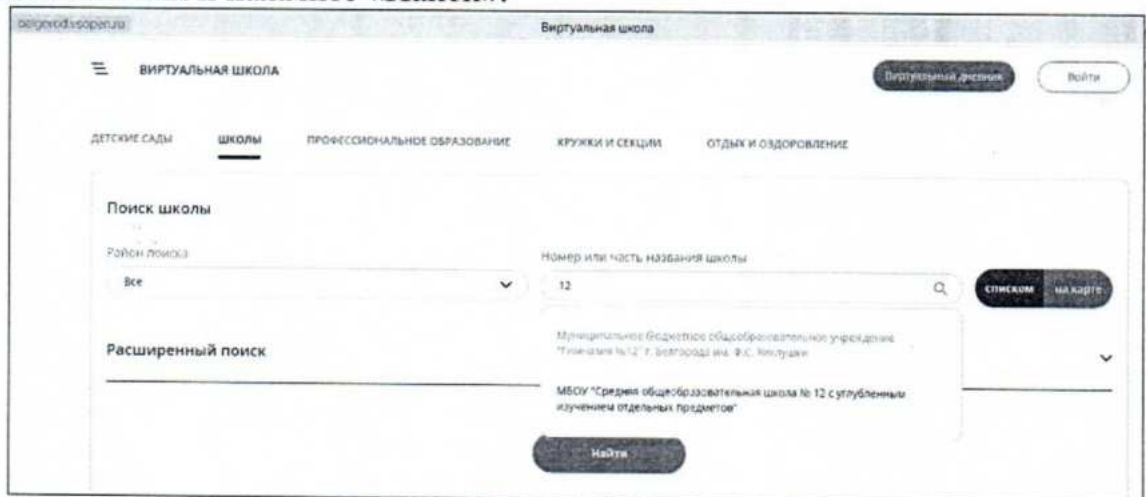 Виртуальная школа
ВИРТУАЛЬНАЯ ШКОЛА
Виртуальный дневник
Войти
ДЕТСКИЕ САДЫ ШКОЛЫ ПРОФЕССИОНАЛЬНОЕ ОБРАЗОВАНИЕ КРУЖКИ И СЕКЦИИ ОТДЫХ И ОЗДОРОВЛЕНИЕ
Поиск школы
Район поиска
Номер или часть названия школы
Все
12
списком на карте
Муниципальное бюджетное общеобразовательное учреждение
"Гимназия №12" г. Белгорода им. Ф.С.
Расширенный поиск
МБОУ "Средняя общеобразовательная школа № 12 с углубленным
изучением отдельных предметов"
Найти